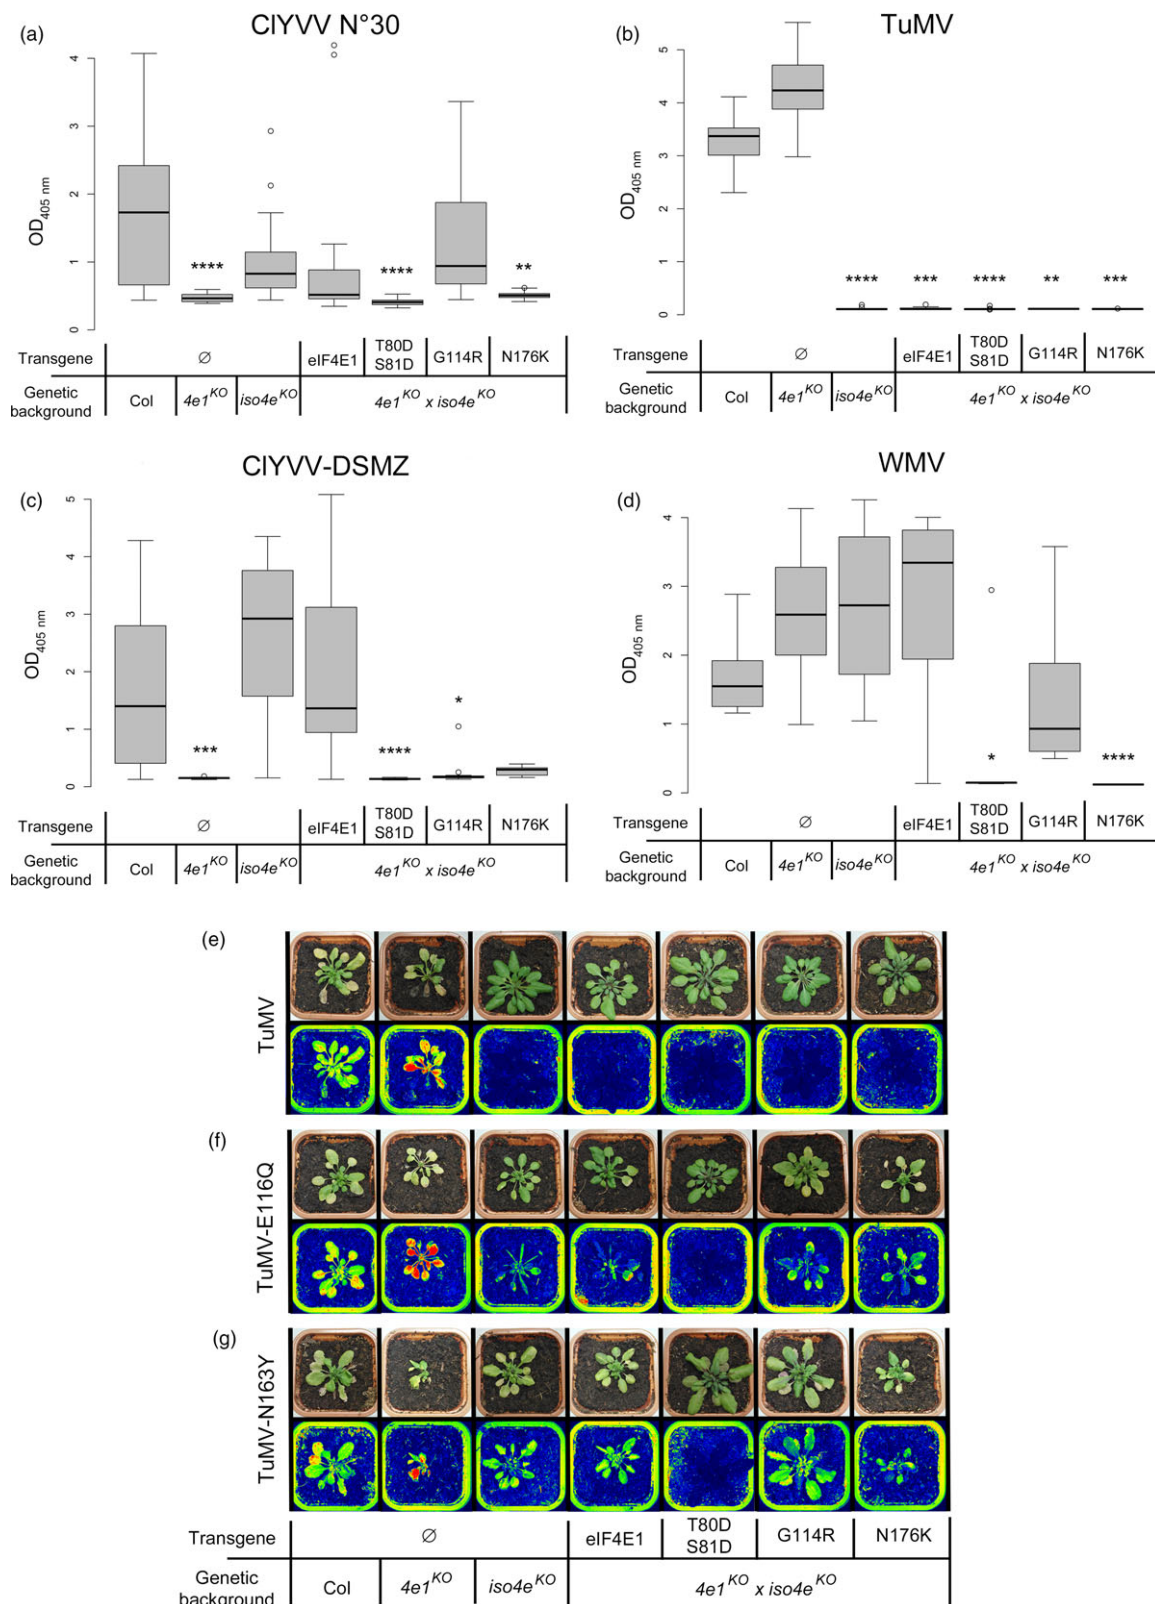 (a) ClYVV N°30
4
3
2
1
0
OD405 nm
****
****
**
Transgene ∅ eIF4E1 T80D S81D G114R N176K
Genetic background Col 4e1KO iso4eKO 4e1KO x iso4eKO
(b) TuMV
5
4
3
2
1
0
OD405 nm
****
***
****
**
***
Transgene ∅ eIF4E1 T80D S81D G114R N176K
Genetic background Col 4e1KO iso4eKO 4e1KO x iso4eKO
(c) ClYVV-DSMZ
5
4
3
2
1
0
OD405 nm
***
****
*
Transgene ∅ eIF4E1 T80D S81D G114R N176K
Genetic background Col 4e1KO iso4eKO 4e1KO x iso4eKO
(d) WMV
4
3
2
1
0
OD405 nm
*
****
Transgene ∅ eIF4E1 T80D S81D G114R N176K
Genetic background Col 4e1KO iso4eKO 4e1KO x iso4eKO
(e) TuMV
(f) TuMV-E116Q
(g) TuMV-N163Y
Transgene ∅ eIF4E1 T80D S81D G114R N176K
Genetic background Col 4e1KO iso4eKO 4e1KO x iso4eKO